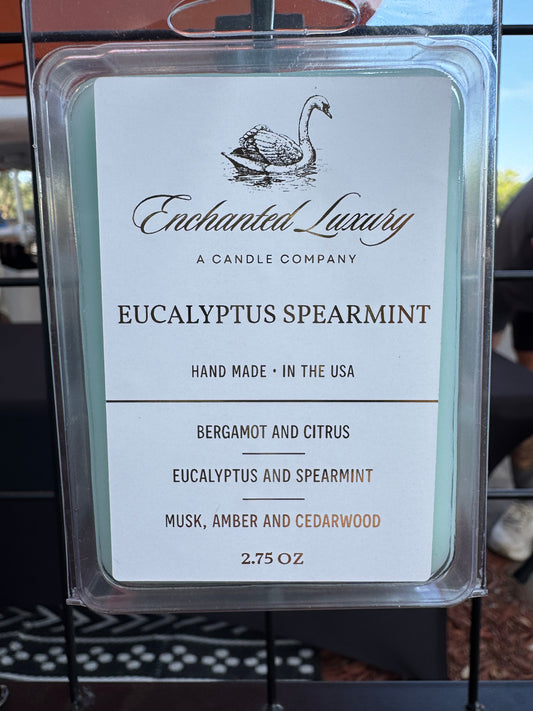 Enchanted Luxury
A CANDLE COMPANY
EUCALYPTUS SPEARMINT
HAND MADE • IN THE USA
BERGAMOT AND CITRUS
EUCALYPTUS AND SPEARMINT
MUSK, AMBER AND CEDARWOOD
2.75 OZ